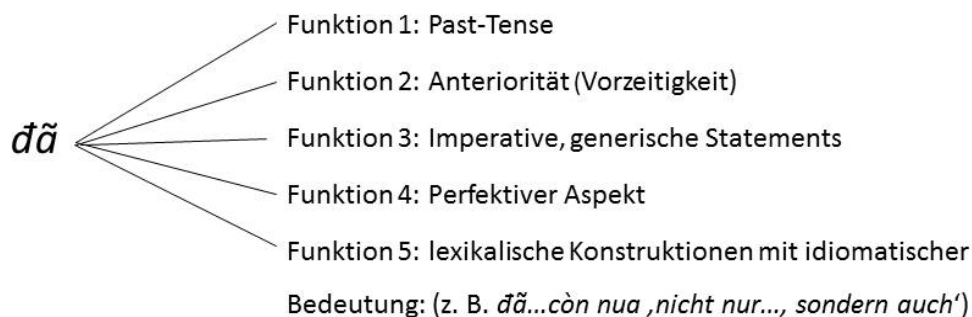 Funktion 1: Past-Tense
Funktion 2: Anteriorität (Vorzeitigkeit)
đã
Funktion 3: Imperative, generische Statements
Funktion 4: Perfektiver Aspekt
Funktion 5: lexikalische Konstruktionen mit idiomatischer
Bedeutung: (z. B. đã...còn nua ‚nicht nur..., sondern auch‘)